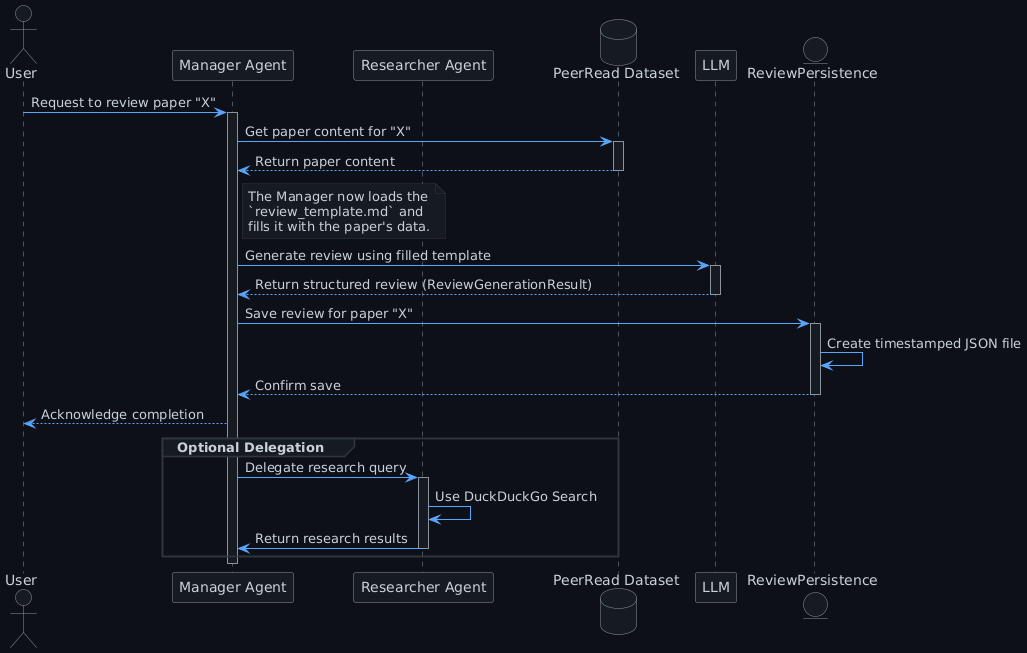 User
Manager Agent
Researcher Agent
PeerRead Dataset
LLM
ReviewPersistence
Request to review paper "X"
Get paper content for "X"
Return paper content
The Manager now loads the
`review_template.md` and
fills it with the paper's data.
Generate review using filled template
Return structured review (ReviewGenerationResult)
Save review for paper "X"
Create timestamped JSON file
Confirm save
Acknowledge completion
Optional Delegation
Delegate research query
Use DuckDuckGo Search
Return research results
User
Manager Agent
Researcher Agent
PeerRead Dataset
LLM
ReviewPersistence